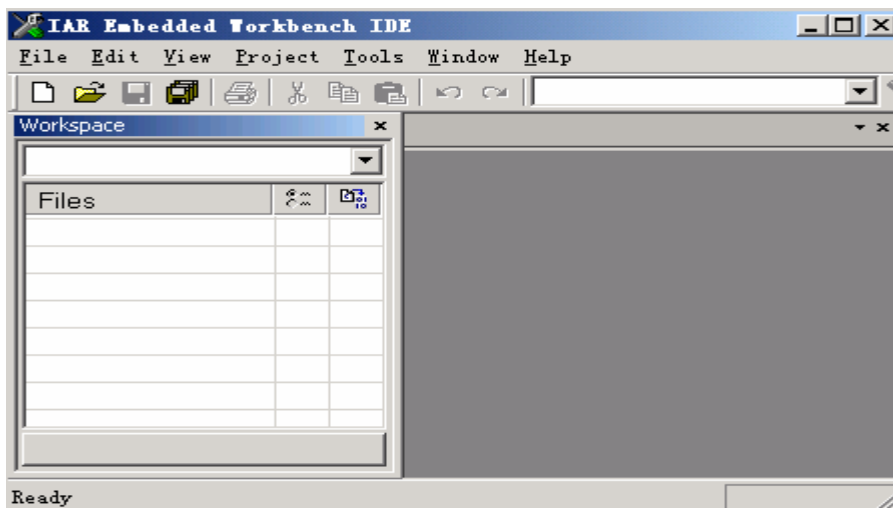 IAR Embedded Workbench IDE
File Edit View Project Tools Window Help
Workspace
Files
Ready